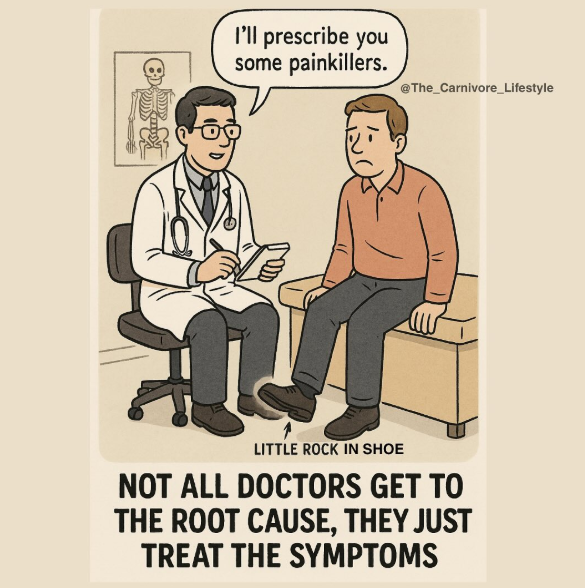 I'll prescribe you
some painkillers.
@The_Carnivore_Lifestyle
LITTLE ROCK IN SHOE
NOT ALL DOCTORS GET TO
THE ROOT CAUSE, THEY JUST
TREAT THE SYMPTOMS